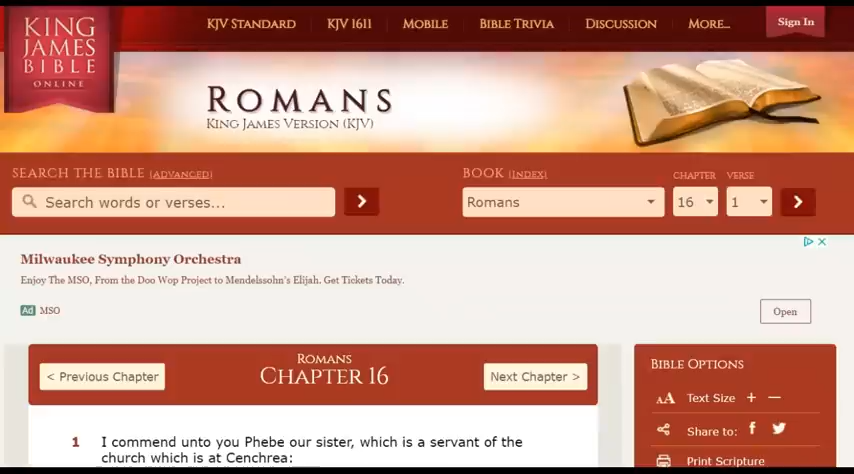 KING
JAMES
BIBLE
ONLINE
KJV STANDARD KJV 1611 MOBILE BIBLE TRIVIA DISCUSSION MORE... Sign In
ROMANS
KING JAMES VERSION (KJV)
SEARCH THE BIBLE (ADVANCED)
Search words or verses...
BOOK (INDEX) CHAPTER VERSE
Romans 16 1
Milwaukee Symphony Orchestra
Enjoy The MSO, From the Doo Wop Project to Mendelssohn's Elijah. Get Tickets Today.
Ad MSO
Open
< Previous Chapter
ROMANS
CHAPTER 16
Next Chapter >
1 I commend unto you Phebe our sister, which is a servant of the
church which is at Cenchrea:
BIBLE OPTIONS
AA Text Size + —
Share to: f
Print Scripture